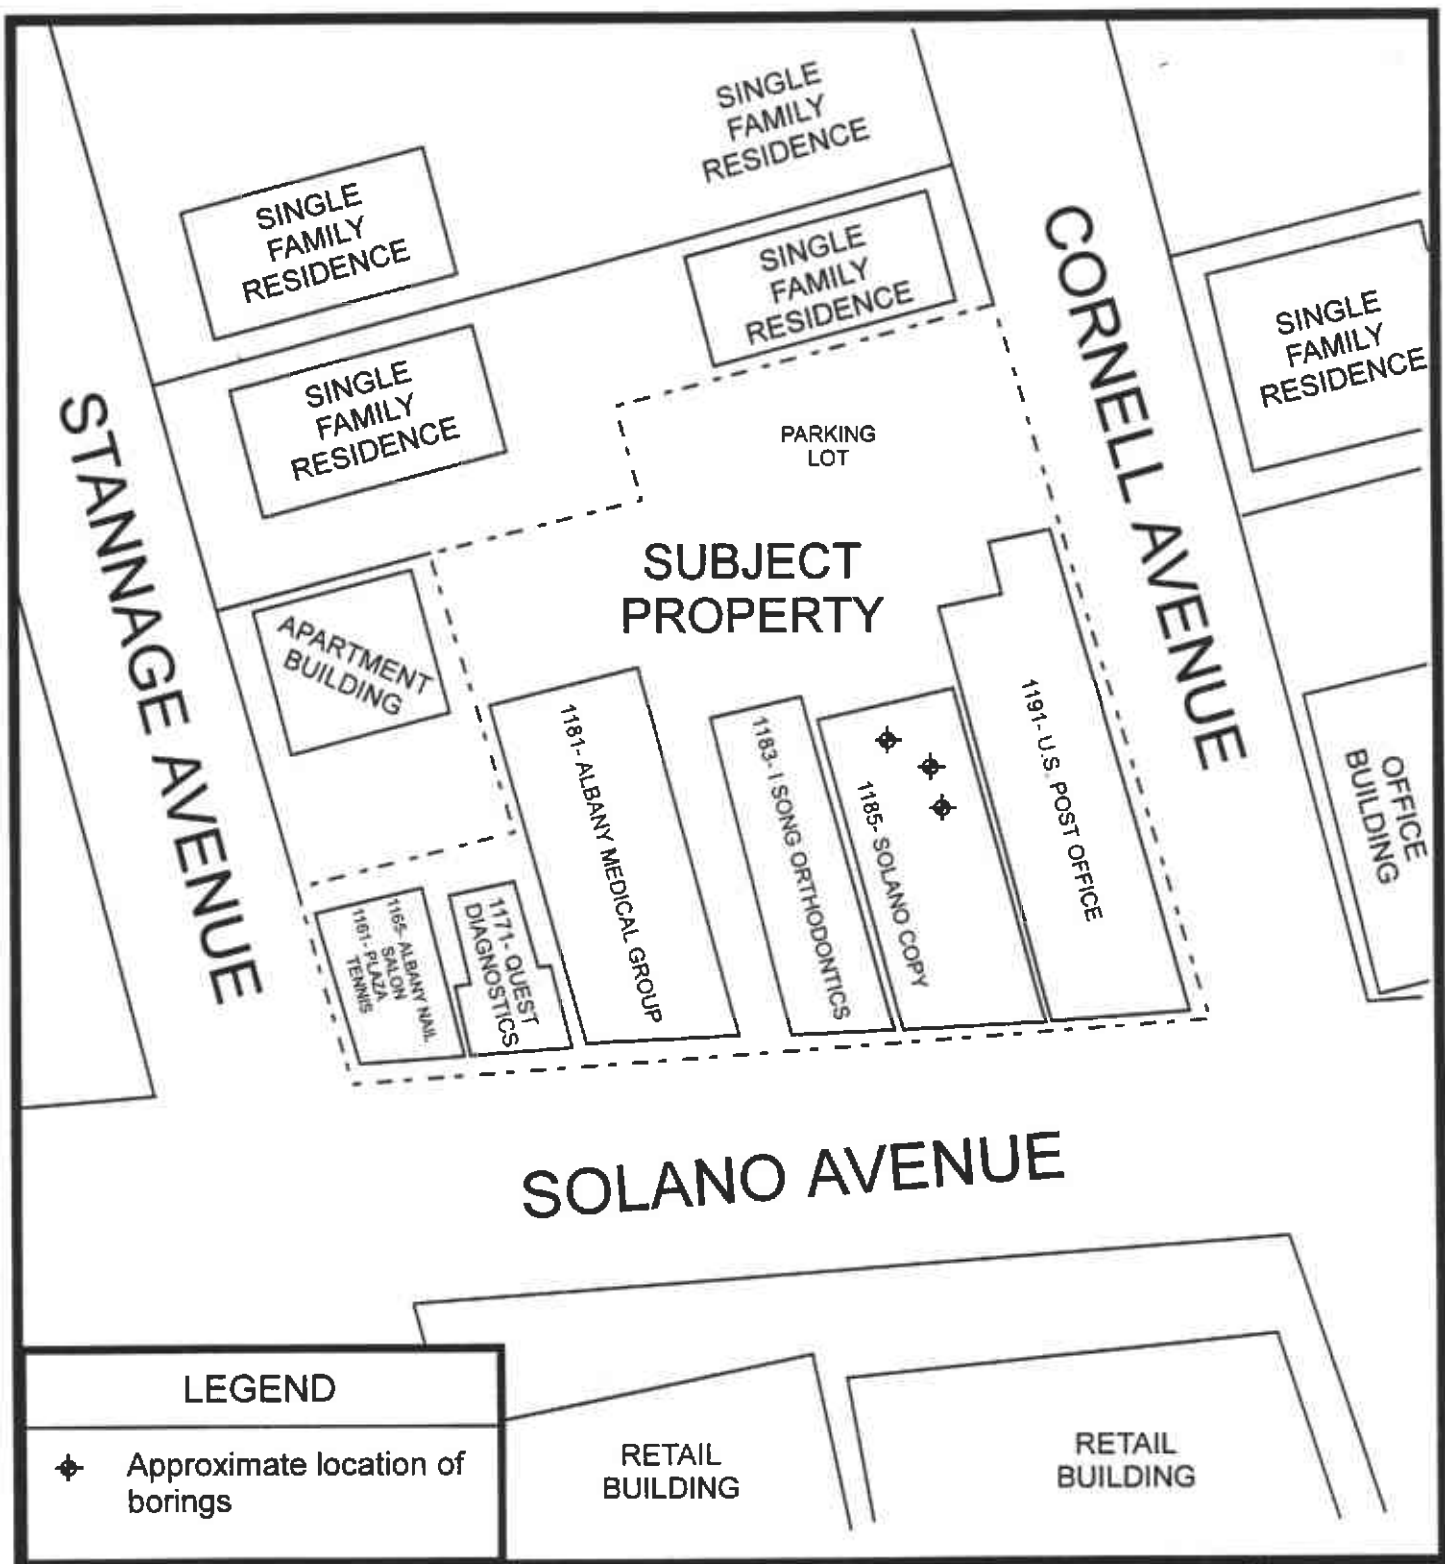 SINGLE
FAMILY
RESIDENCE
SINGLE
FAMILY
RESIDENCE
SINGLE
FAMILY
RESIDENCE
SINGLE
FAMILY
RESIDENCE
SINGLE
FAMILY
RESIDENCE
STANNAGE AVENUE
CORNELL AVENUE
PARKING
LOT
SUBJECT
PROPERTY
APARTMENT
BUILDING
1161- PLAZA
TENNIS
1165- ALBANY NAIL
SALON
1171- QUEST
DIAGNOSTICS
1181- ALBANY MEDICAL GROUP
1183- I SONG ORTHODONTICS
1185- SOLANO COPY
1191- U.S. POST OFFICE
OFFICE
BUILDING
SOLANO AVENUE
LEGEND
Approximate location of
borings
RETAIL
BUILDING
RETAIL
BUILDING